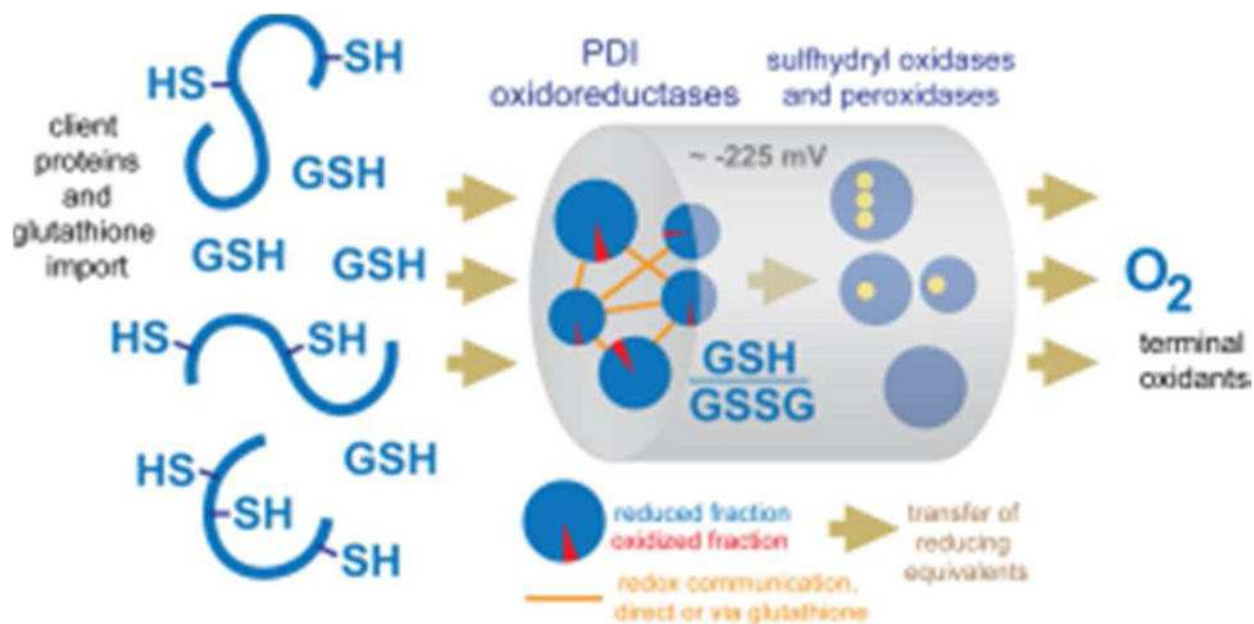 client
proteins
and
glutathione
import
HS
SH
GSH
GSH
GSH
HS
SH
GSH
HS
SH
SH
PDI
oxidoreductases
sulfhydryl oxidases
and peroxidases
~ -225 mV
GSH
GSSG
O2
terminal
oxidants
reduced fraction
oxidized fraction
redox communication,
direct or via glutathione
transfer of
reducing
equivalents